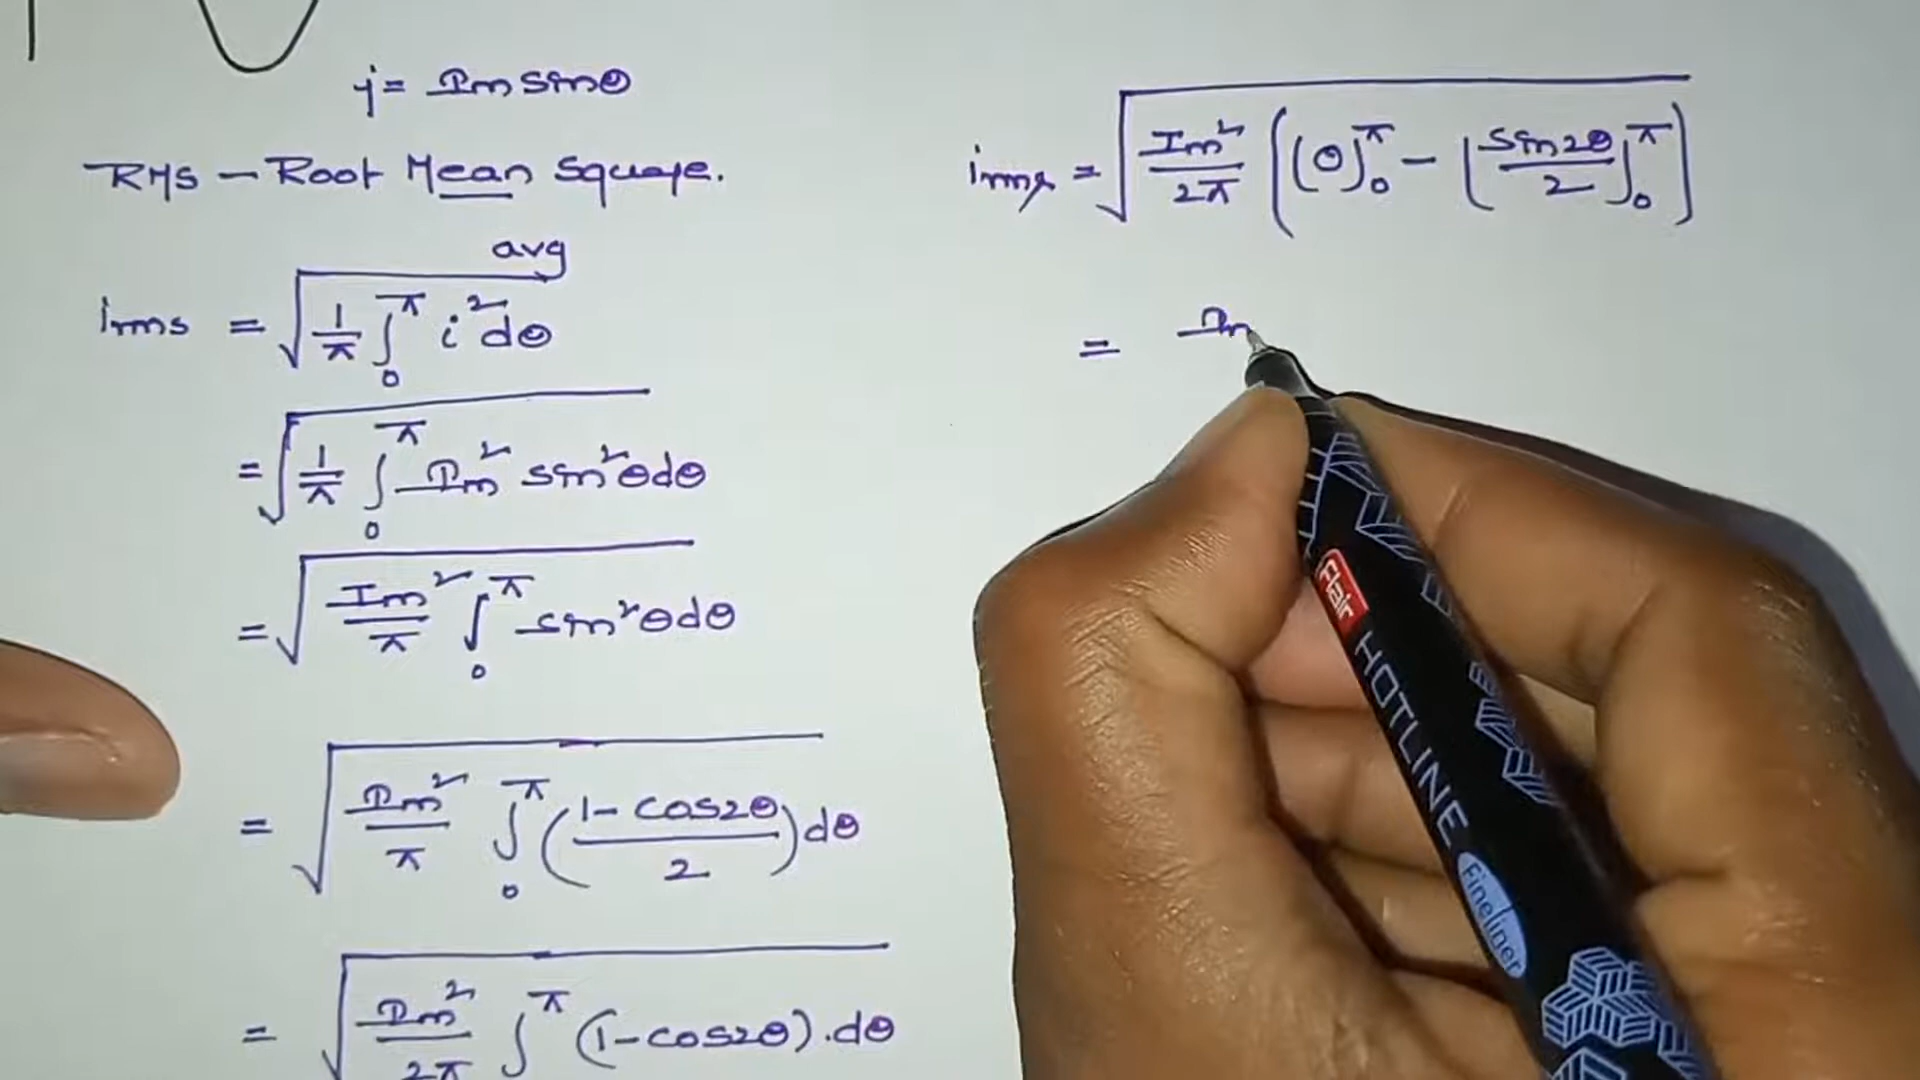 i = Im sinθ
RMS – Root Mean Square.
avg
irms = √(1/π ∫₀^π i² dθ)
= √(1/π ∫₀^π Im² sin²θ dθ)
= √(Im²/π ∫₀^π sin²θ dθ)
= √(Im²/π ∫₀^π ((1 - cos2θ)/2) dθ)
= √(Im²/2π ∫^π (1 - cos2θ).dθ
irms = √(Im²/2π ((θ)₀^π - [sin2θ/2]₀^π))
= Im
Flair HOTLINE Fineliner